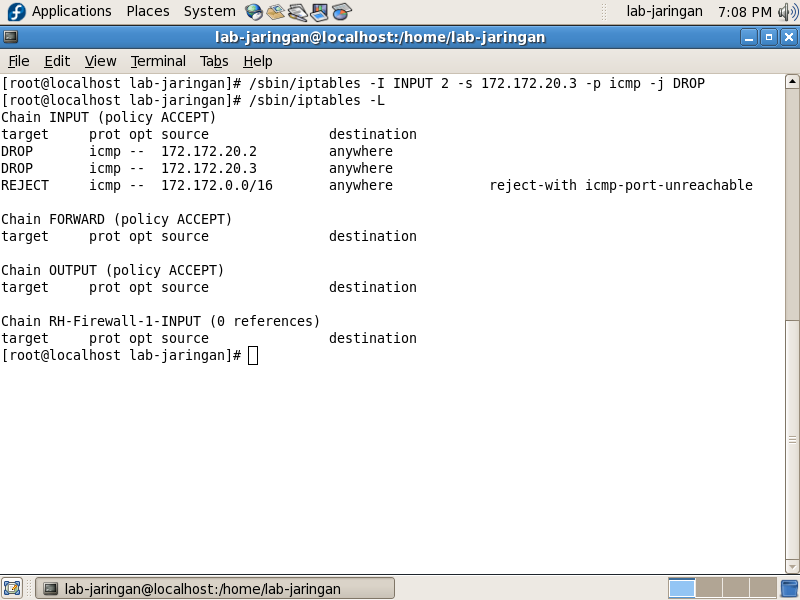 Applications Places System lab-jaringan 7:08 PM
lab-jaringan@localhost:/home/lab-jaringan
File Edit View Terminal Tabs Help
[root@localhost lab-jaringan]# /sbin/iptables -I INPUT 2 -s 172.172.20.3 -p icmp -j DROP
[root@localhost lab-jaringan]# /sbin/iptables -L
Chain INPUT (policy ACCEPT)
target     prot opt source               destination
DROP       icmp --  172.172.20.2         anywhere
DROP       icmp --  172.172.20.3         anywhere
REJECT     icmp --  172.172.0.0/16       anywhere            reject-with icmp-port-unreachable
Chain FORWARD (policy ACCEPT)
target     prot opt source               destination
Chain OUTPUT (policy ACCEPT)
target     prot opt source               destination
Chain RH-Firewall-1-INPUT (0 references)
target     prot opt source               destination
[root@localhost lab-jaringan]#
lab-jaringan@localhost:/home/lab-jaringan